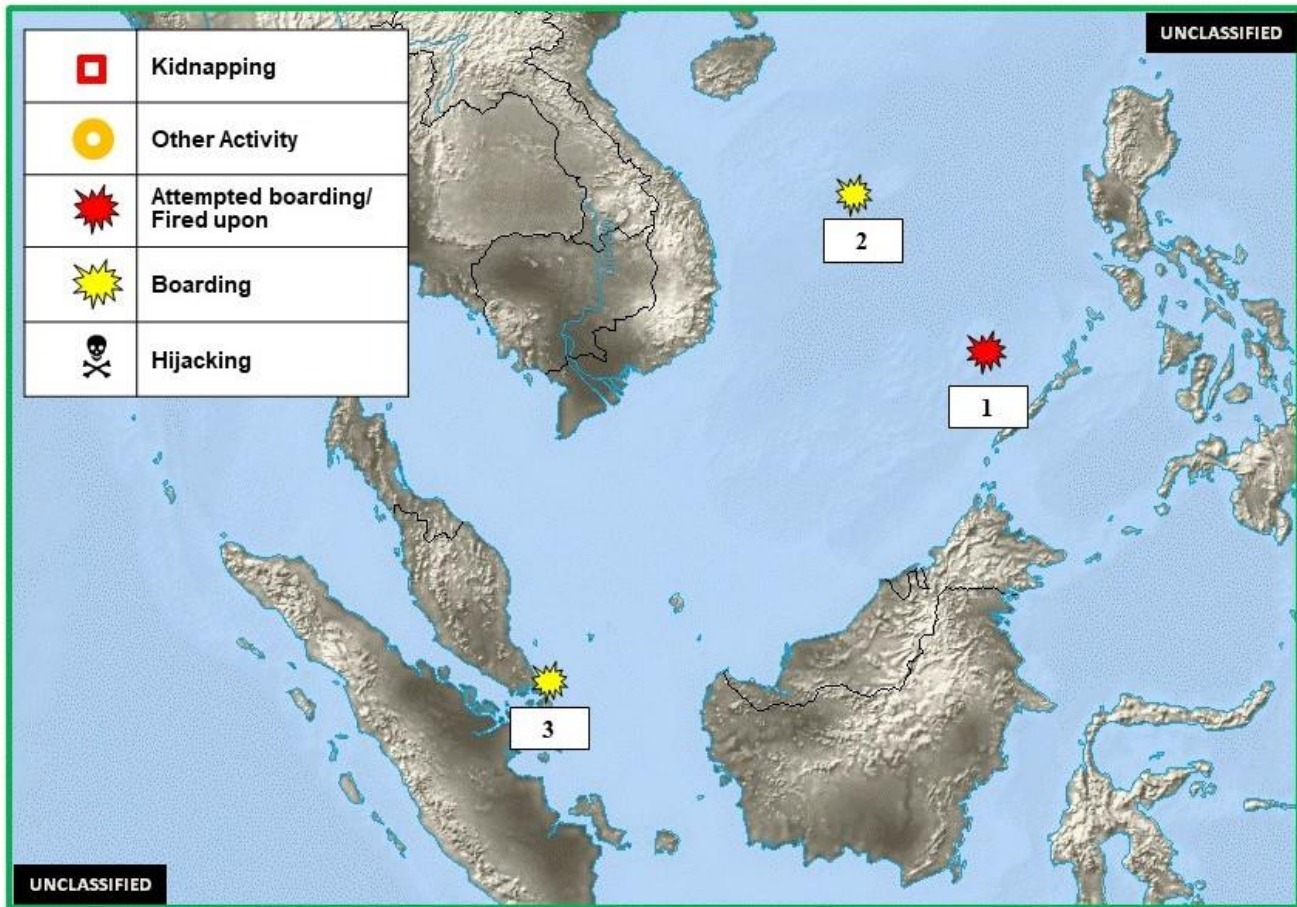 UNCLASSIFIED
Kidnapping
Other Activity
Attempted boarding/
Fired upon
Boarding
Hijacking
2
1
3
UNCLASSIFIED